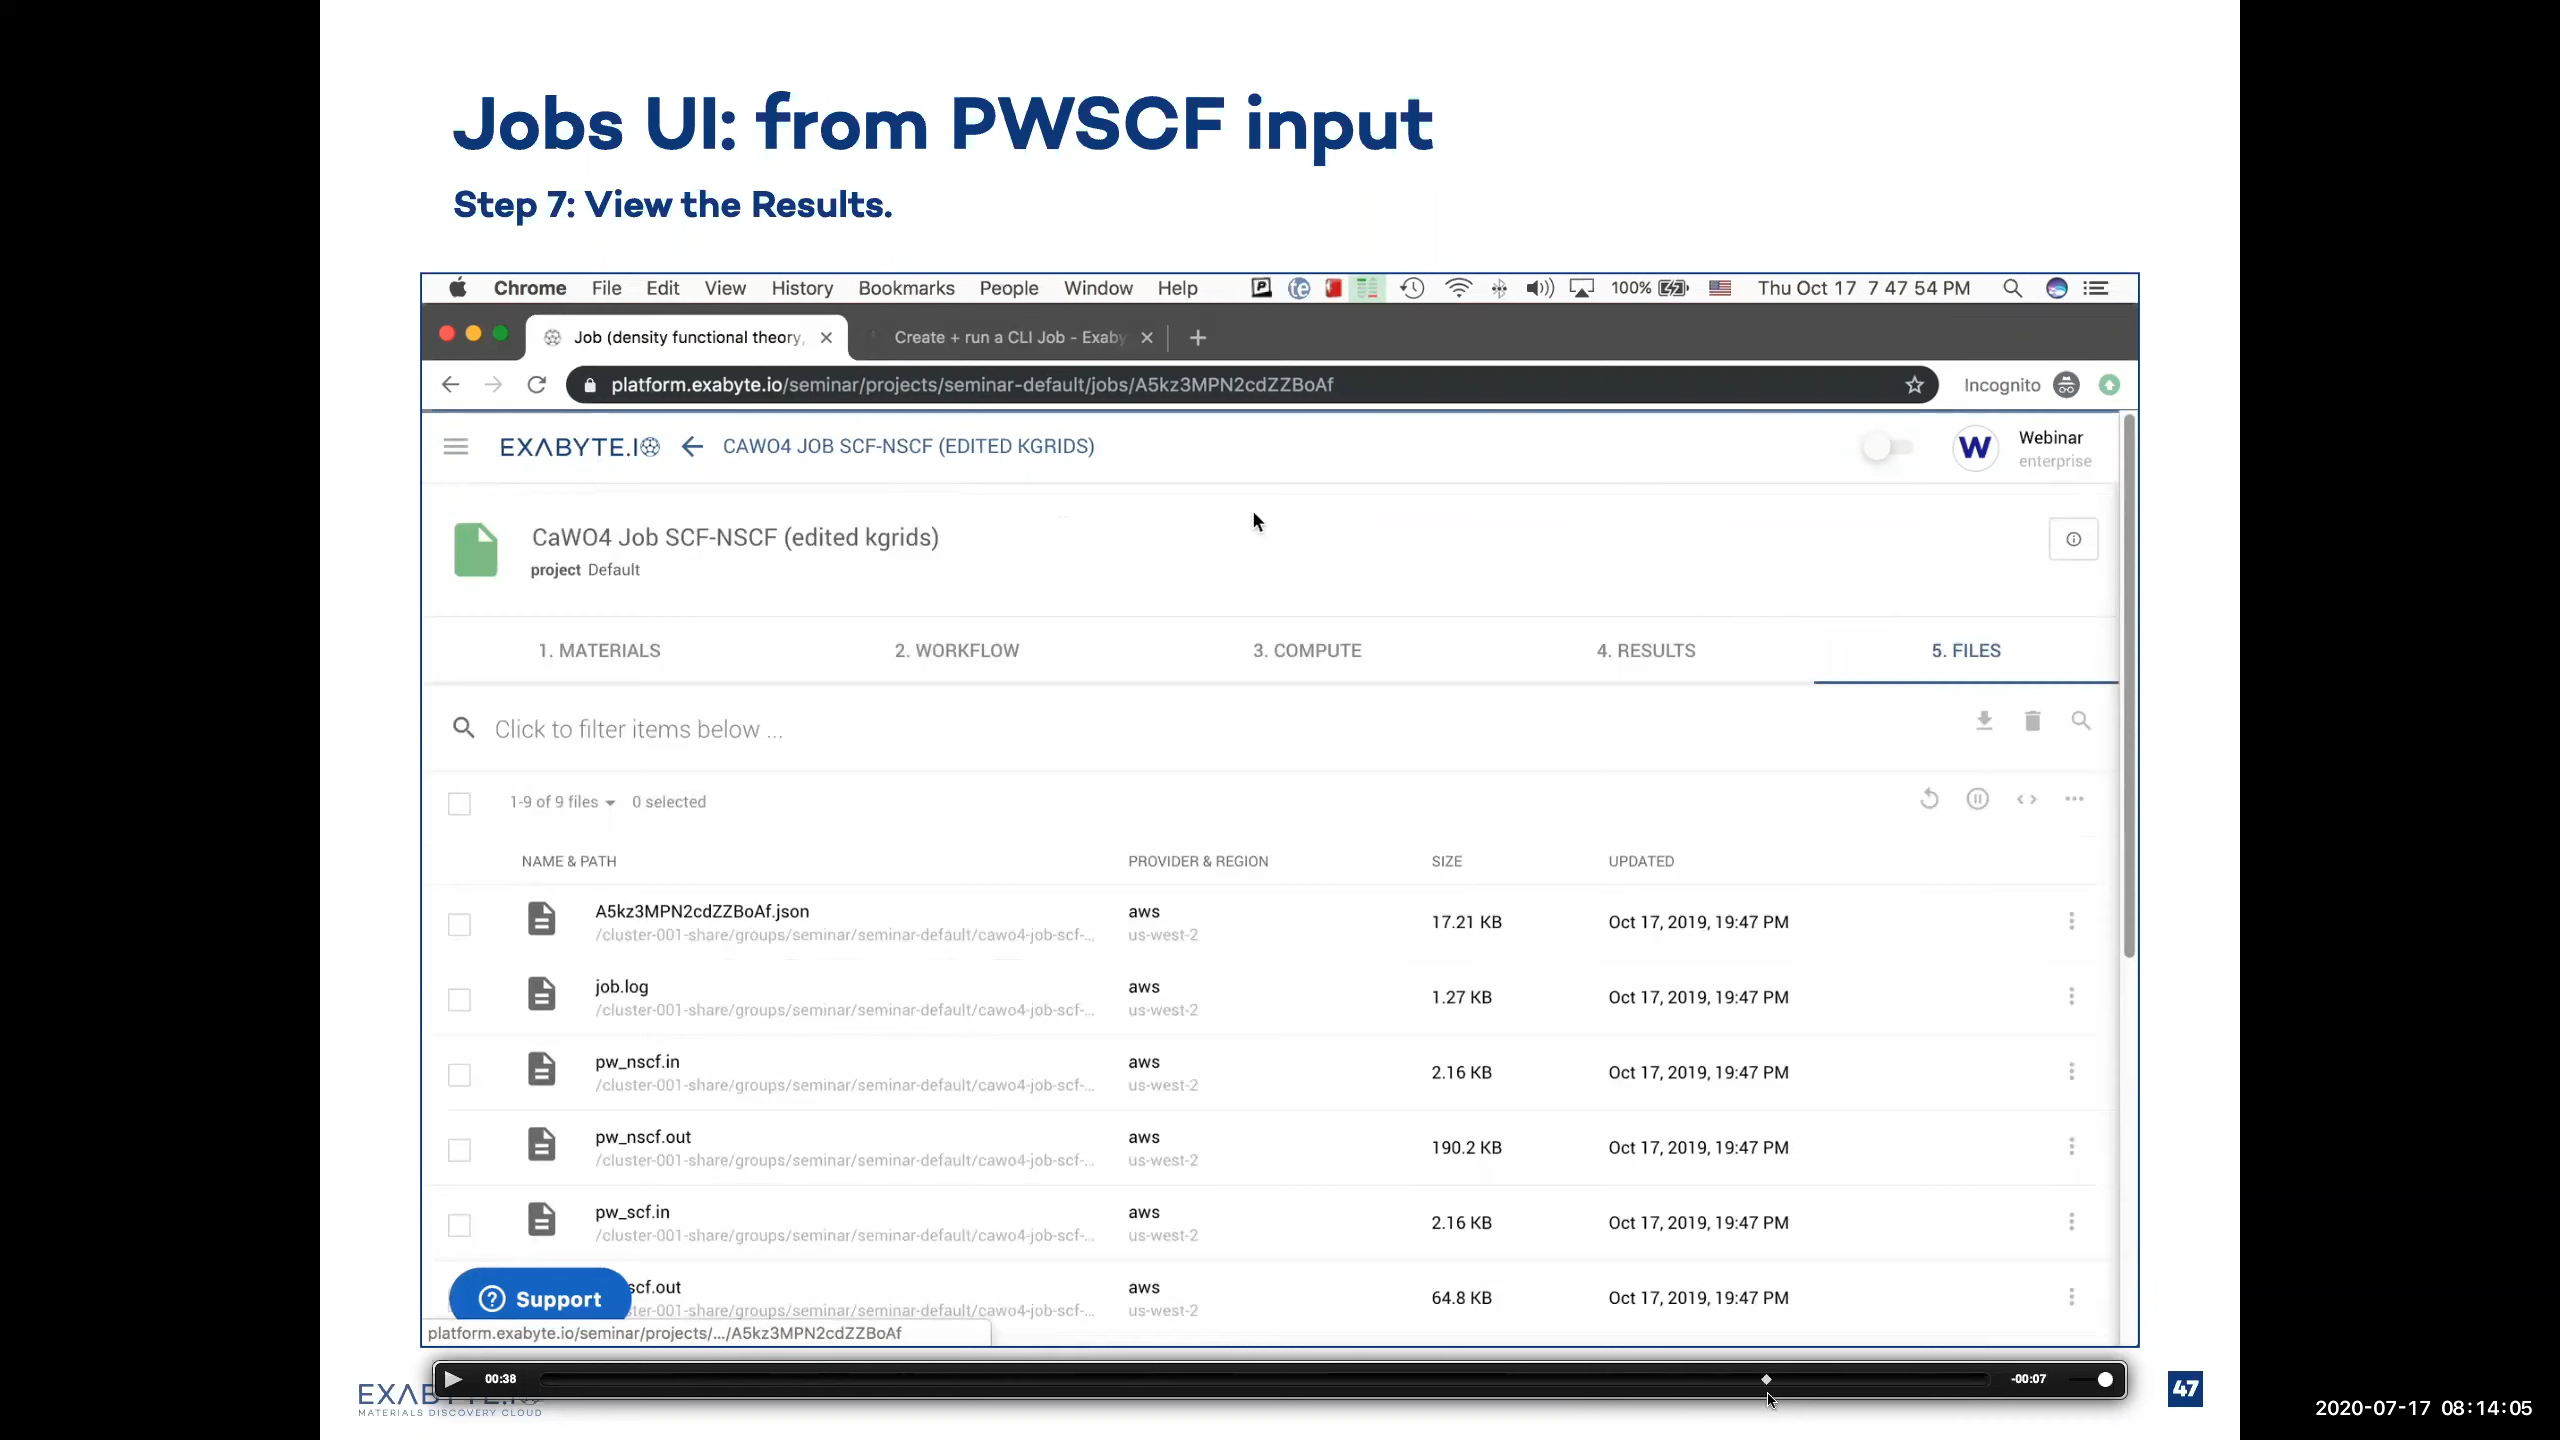 Jobs UI: from PWSCF input
Step 7: View the Results.
Chrome File Edit View History Bookmarks People Window Help 100% Thu Oct 17 7 47 54 PM
Job (density functional theory, Create + run a CLI Job - Exaby
platform.exabyte.io/seminar/projects/seminar-default/jobs/A5kz3MPN2cdZZBoAf Incognito
EXABYTE.IO CAWO4 JOB SCF-NSCF (EDITED KGRIDS) W Webinar
enterprise
CaWO4 Job SCF-NSCF (edited kgrids)
project Default
1. MATERIALS 2. WORKFLOW 3. COMPUTE 4. RESULTS 5. FILES
Click to filter items below ...
1-9 of 9 files 0 selected
NAME & PATH PROVIDER & REGION SIZE UPDATED
A5kz3MPN2cdZZBoAf.json aws 17.21 KB Oct 17, 2019, 19:47 PM
/cluster-001-share/groups/seminar/seminar-default/cawo4-job-scf-... us-west-2
job.log aws 1.27 KB Oct 17, 2019, 19:47 PM
/cluster-001-share/groups/seminar/seminar-default/cawo4-job-scf-... us-west-2
pw_nscf.in aws 2.16 KB Oct 17, 2019, 19:47 PM
/cluster-001-share/groups/seminar/seminar-default/cawo4-job-scf-... us-west-2
pw_nscf.out aws 190.2 KB Oct 17, 2019, 19:47 PM
/cluster-001-share/groups/seminar/seminar-default/cawo4-job-scf-... us-west-2
pw_scf.in aws 2.16 KB Oct 17, 2019, 19:47 PM
/cluster-001-share/groups/seminar/seminar-default/cawo4-job-scf-... us-west-2
scf.out aws 64.8 KB Oct 17, 2019, 19:47 PM
ster-001-share/groups/seminar/seminar-default/cawo4-job-scf-... us-west-2
Support
platform.exabyte.io/seminar/projects/.../A5kz3MPN2cdZZBoAf
00:38 -00:07
MATERIALS DISCOVERY CLOUD
47
2020-07-17 08:14:05